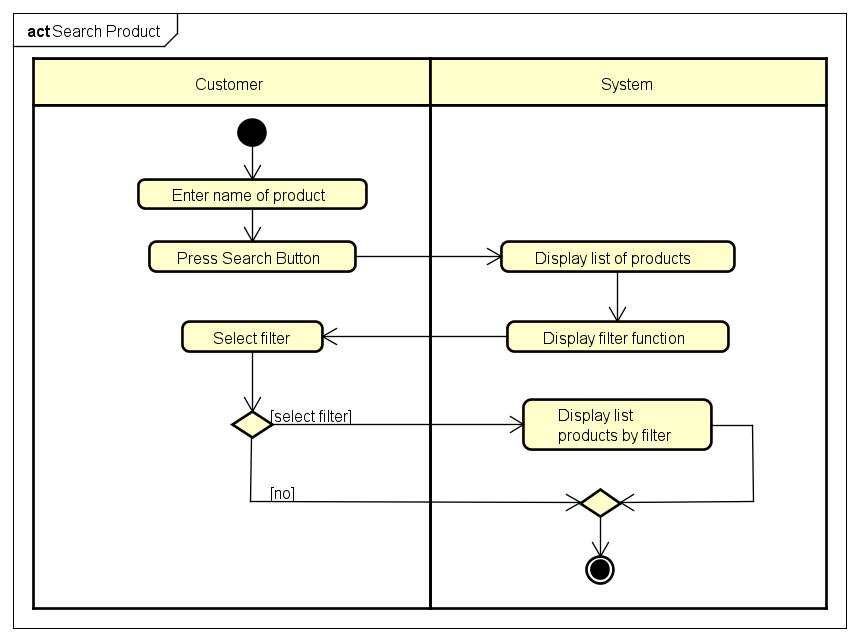 act Search Product
Customer
System
Enter name of product
Press Search Button
Display list of products
Select filter
Display filter function
[select filter]
Display list
products by filter
[no]